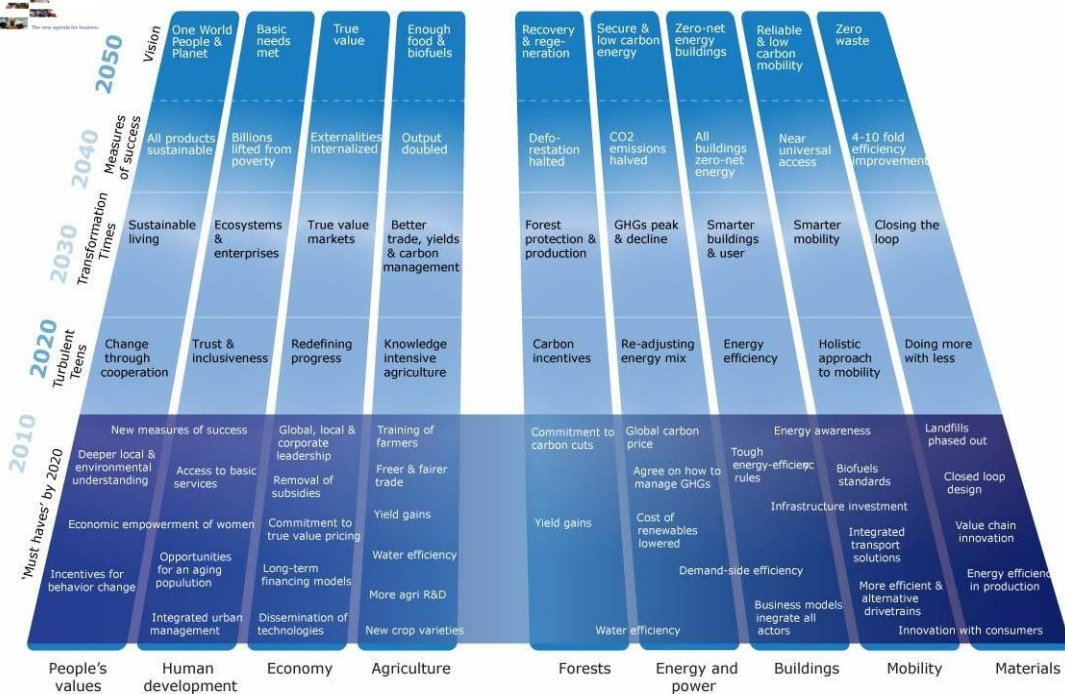 The new agenda for business
2050
Vision
One World
People &
Planet
Basic
needs
met
True
value
Enough
food &
biofuels
Recovery
& rege-
neration
Secure &
low carbon
energy
Zero-net
energy
buildings
Reliable
& low
carbon
mobility
Zero
waste
2040
Measures
of success
All products
sustainable
Billions
lifted from
poverty
Externalities
internalized
Output
doubled
Defo-
restation
halted
CO2
emissions
halved
All
buildings
zero-net
energy
Near
universal
access
4-10 fold
efficiency
improvement
2030
Transformation
Times
Sustainable
living
Ecosystems
&
enterprises
True value
markets
Better
trade, yields
& carbon
management
Forest
protection &
production
GHGs peak
& decline
Smarter
buildings
& user
Smarter
mobility
Closing the
loop
2020
Turbulent
Teens
Change
through
cooperation
Trust &
inclusiveness
Redefining
progress
Knowledge
intensive
agriculture
Carbon
incentives
Re-adjusting
energy mix
Energy
efficiency
Holistic
approach
to mobility
Doing more
with less
2010
'Must haves' by 2020
New measures of success
Deeper local &
environmental
understanding
Access to basic
services
Economic empowerment of women
Opportunities
for an aging
popultution
Incentives for
behavior change
Integrated urban
management
Global, local &
corporate
leadership
Removal of
subsidies
Commitment to
true value pricing
Long-term
financing models
Dissemination of
technologies
Training of
farmers
Freer & fairer
trade
Yield gains
Water efficiency
More agri R&D
New crop varieties
Commitment to
carbon cuts
Yield gains
Water efficiency
Global carbon
price
Agree on how to
manage GHGs
Cost of
renewables
lowered
Demand-side efficiency
Energy awareness
Tough
energy-efficienc
rules
Infrastructure investment
Business models
inegrate all
actors
Biofuels
standards
Integrated
transport
solutions
More efficient &
alternative
drivetrains
Innovation with consumers
Landfills
phased out
Closed loop
design
Value chain
innovation
Energy efficienc
in production
People's
values
Human
development
Economy
Agriculture
Forests
Energy and
power
Buildings
Mobility
Materials